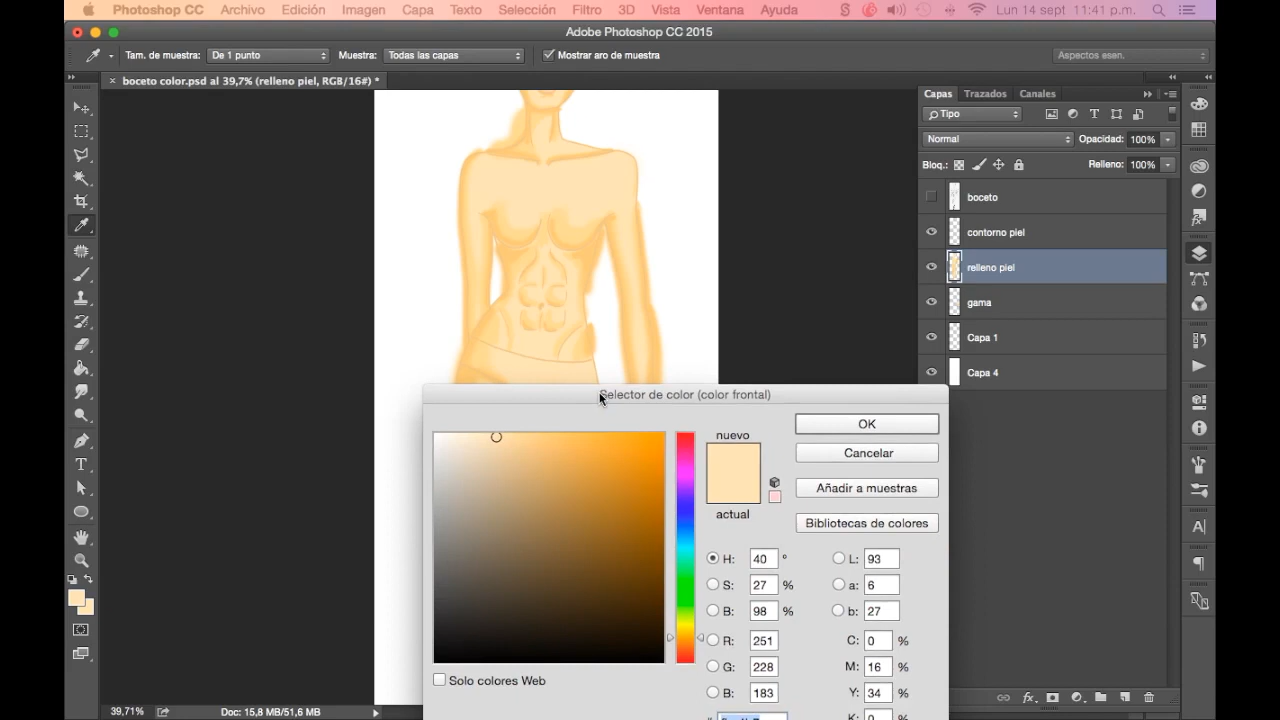 Photoshop CC Archivo Edición Imagen Capa Texto Selección Filtro 3D Vista Ventana Ayuda Lun 14 sept 11:41 p.m.
Adobe Photoshop CC 2015
Tam. de muestra: De 1 punto Muestra: Todas las capas Mostrar aro de muestra Aspectos esen.
× boceto color.psd al 39,7% (relleno piel, RGB/16#) *
Capas Trazados Canales
Tipo
Normal Opacidad: 100%
Bloq.: Relleno: 100%
boceto
contorno piel
relleno piel
gama
Capa 1
Capa 4
Selector de color (color frontal)
nuevo
actual
OK
Cancelar
Añadir a muestras
Bibliotecas de colores
H: 40 ° L: 93
S: 27 % a: 6
B: 98 % b: 27
R: 251 C: 0 %
G: 228 M: 16 %
B: 183 Y: 34 %
K: 0 %
Solo colores Web
39,71% Doc: 15,8 MB/51,6 MB